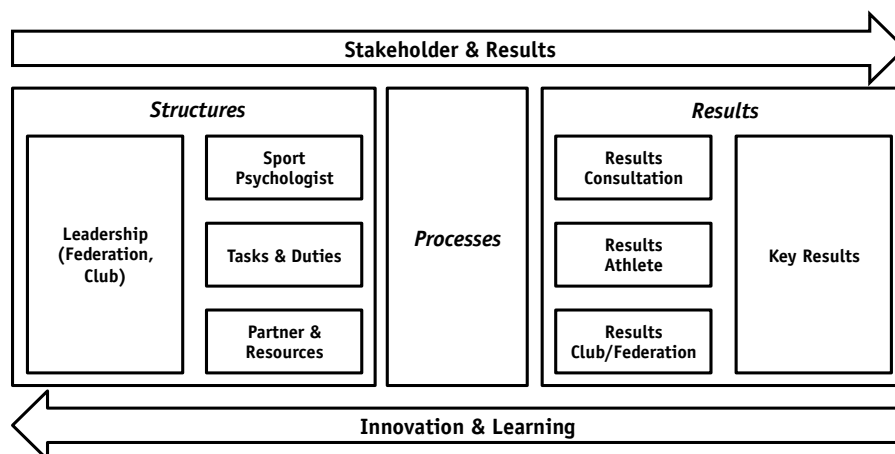 Stakeholder & Results
Structures
Leadership
(Federation,
Club)
Sport
Psychologist
Tasks & Duties
Partner &
Resources
Processes
Results
Results
Consultation
Results
Athlete
Results
Club/Federation
Key Results
Innovation & Learning